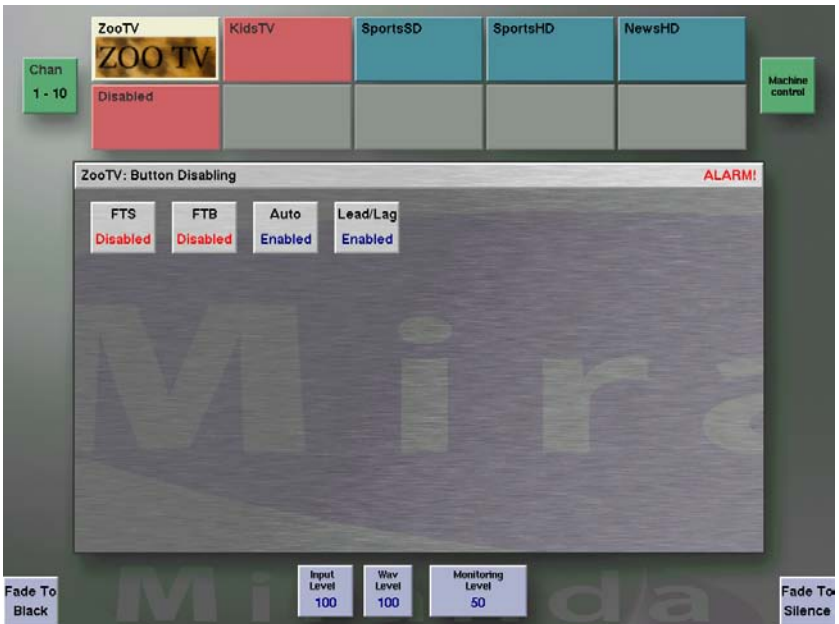 ZooTV
ZOO TV
KidsTV
SportsSD
SportsHD
NewsHD
Chan
1 - 10
Disabled
Machine
control
ZooTV: Button Disabling
ALARM!
FTS
Disabled
FTB
Disabled
Auto
Enabled
Lead/Lag
Enabled
Mira
Fade To
Black
Input
Level
100
Wav
Level
100
Monitoring
Level
50
Miranda
Fade To
Silence